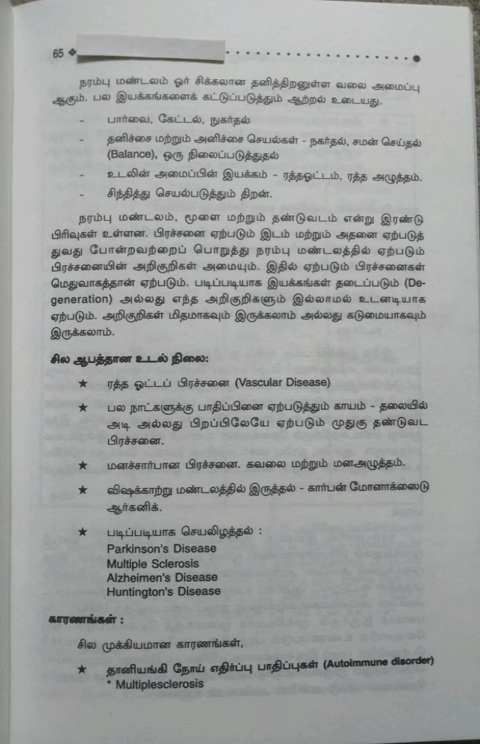 65 ❖
நரம்பு மண்டலம் ஓர் சிக்கலான தனித்திறனுள்ள வலை அமைப்பு
ஆகும். பல இயக்கங்களைக் கட்டுப்படுத்தும் ஆற்றல் உடையது.
- பார்வை, கேட்டல், நுகர்தல்
- தனிச்சை மற்றும் அனிச்சை செயல்கள் - நகர்தல், சமன் செய்தல்
(Balance), ஒரு நிலைப்படுத்துதல்
- உடலின் அமைப்பின் இயக்கம் - ரத்தஓட்டம், ரத்த அழுத்தம்.
- சிந்தித்து செயல்படுத்தும் திறன்.
நரம்பு மண்டலம், மூளை மற்றும் தண்டுவடம் என்று இரண்டு
பிரிவுகள் உள்ளன. பிரச்சனை ஏற்படும் இடம் மற்றும் அதனை ஏற்படுத்
துவது போன்றவற்றைப் பொறுத்து நரம்பு மண்டலத்தில் ஏற்படும்
பிரச்சனையின் அறிகுறிகள் அமையும். இதில் ஏற்படும் பிரச்சனைகள்
மெதுவாகத்தான் ஏற்படும். படிப்படியாக இயக்கங்கள் தடைப்படும் (De-
generation) அல்லது எந்த அறிகுறிகளும் இல்லாமல் உடனடியாக
ஏற்படும். அறிகுறிகள் மிதமாகவும் இருக்கலாம் அல்லது கடுமையாகவும்
இருக்கலாம்.
சில ஆபத்தான உடல் நிலை:
★ ரத்த ஓட்டப் பிரச்சனை (Vascular Disease)
★ பல நாட்களுக்கு பாதிப்பினை ஏற்படுத்தும் காயம் - தலையில்
அடி அல்லது பிறப்பிலேயே ஏற்படும் முதுகு தண்டுவட
பிரச்சனை.
★ மனச்சார்பான பிரச்சனை. கவலை மற்றும் மனஅழுத்தம்.
★ விஷக்காற்று மண்டலத்தில் இருத்தல் - கார்பன் மோனாக்ஸைடு
ஆர்கனிக்.
★ படிப்படியாக செயலிழத்தல் :
Parkinson's Disease
Multiple Sclerosis
Alzheimen's Disease
Huntington's Disease
காரணங்கள் :
சில முக்கியமான காரணங்கள்,
★ தானியங்கி நோய் எதிர்ப்பு பாதிப்புகள் (Autoimmune disorder)
* Multiplesclerosis